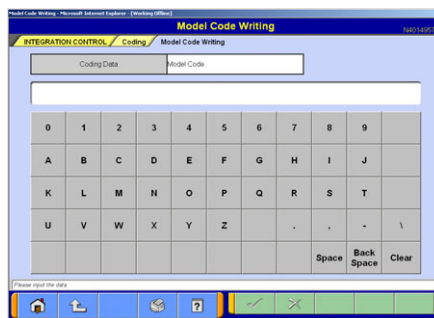 Model Code Writing - Microsoft Internet Explorer - [Working Offline]
Model Code Writing
N4014957
INTEGRATION CONTROL Coding Model Code Writing
Coding Data Model Code
0 1 2 3 4 5 6 7 8 9
A B C D E F G H I J
K L M N O P Q R S T
U V W X Y Z . , - \
Space Back Space Clear
Please input the data
?